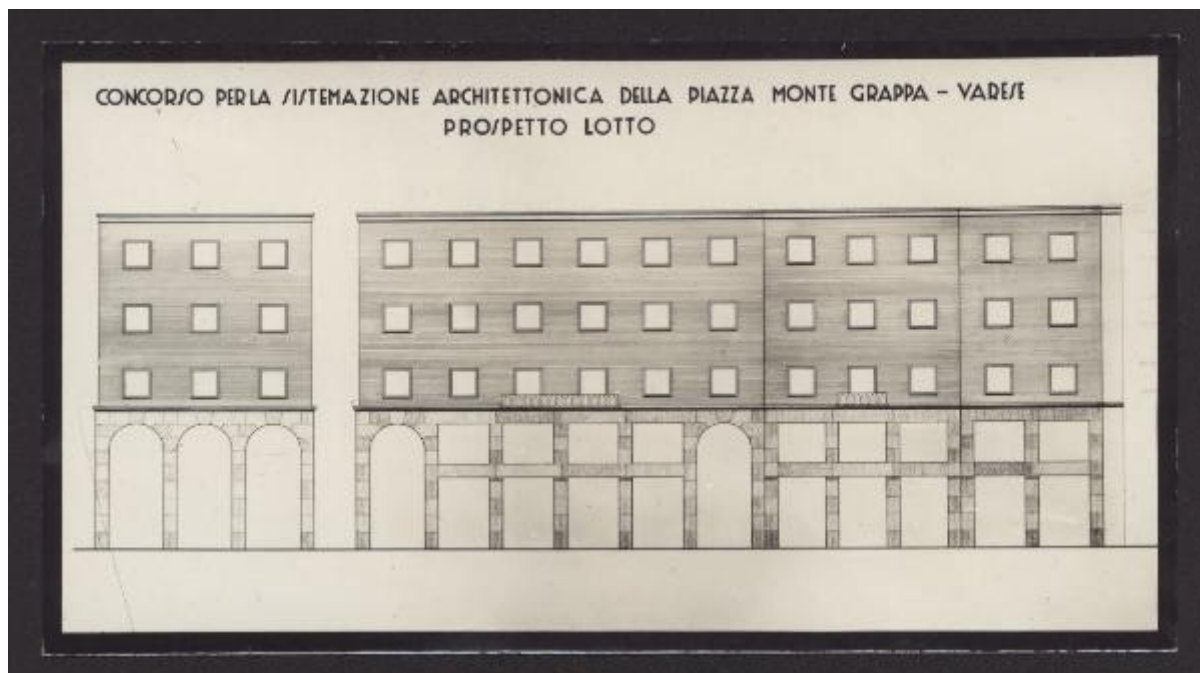 CONCORSO PER LA SISTEMAZIONE ARCHITETTONICA DELLA PIAZZA MONTE GRAPPA – VARESE
PROSPETTO LOTTO